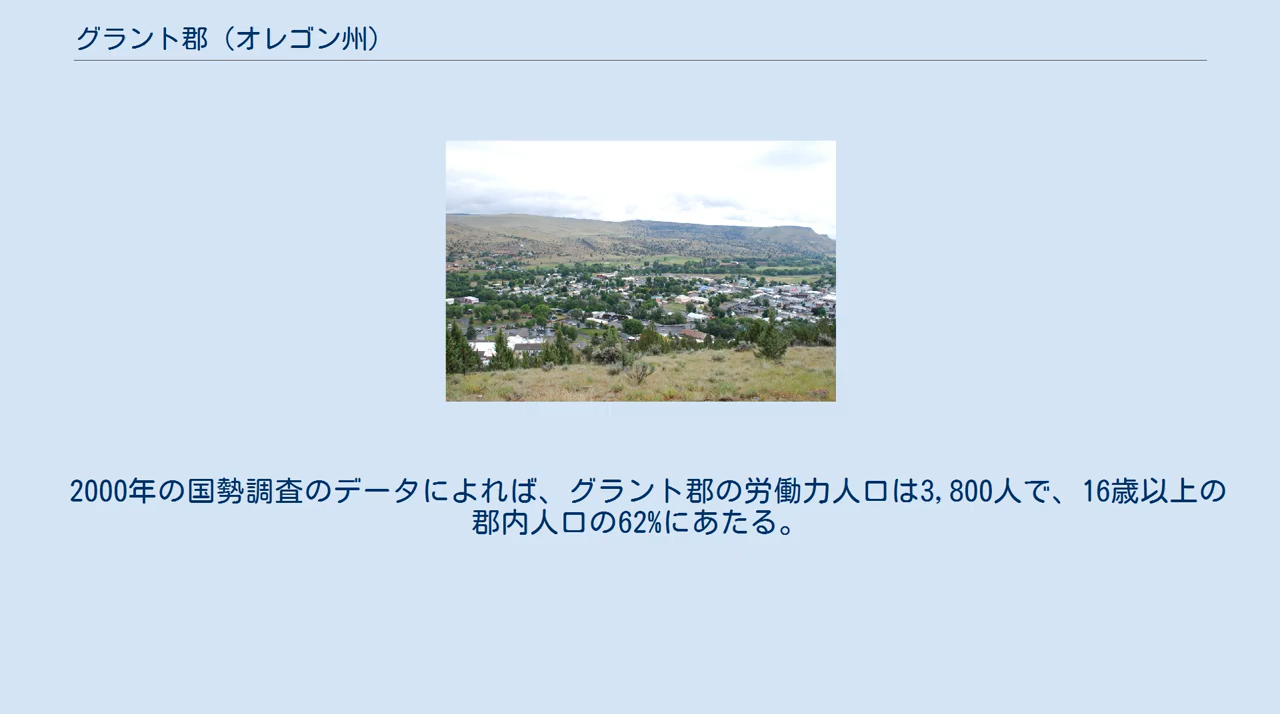 グラント郡（オレゴン州）
2000年の国勢調査のデータによれば、グラント郡の労働力人口は3,800人で、16歳以上の
郡内人口の62%にあたる。